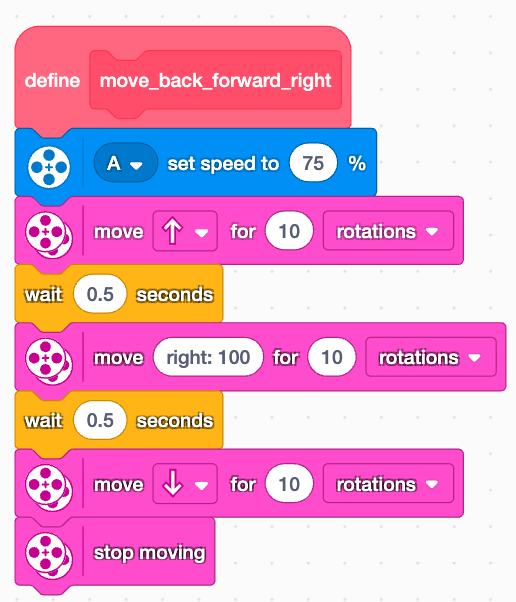 define move_back_forward_right
A set speed to 75 %
move for 10 rotations
wait 0.5 seconds
move right: 100 for 10 rotations
wait 0.5 seconds
move for 10 rotations
stop moving